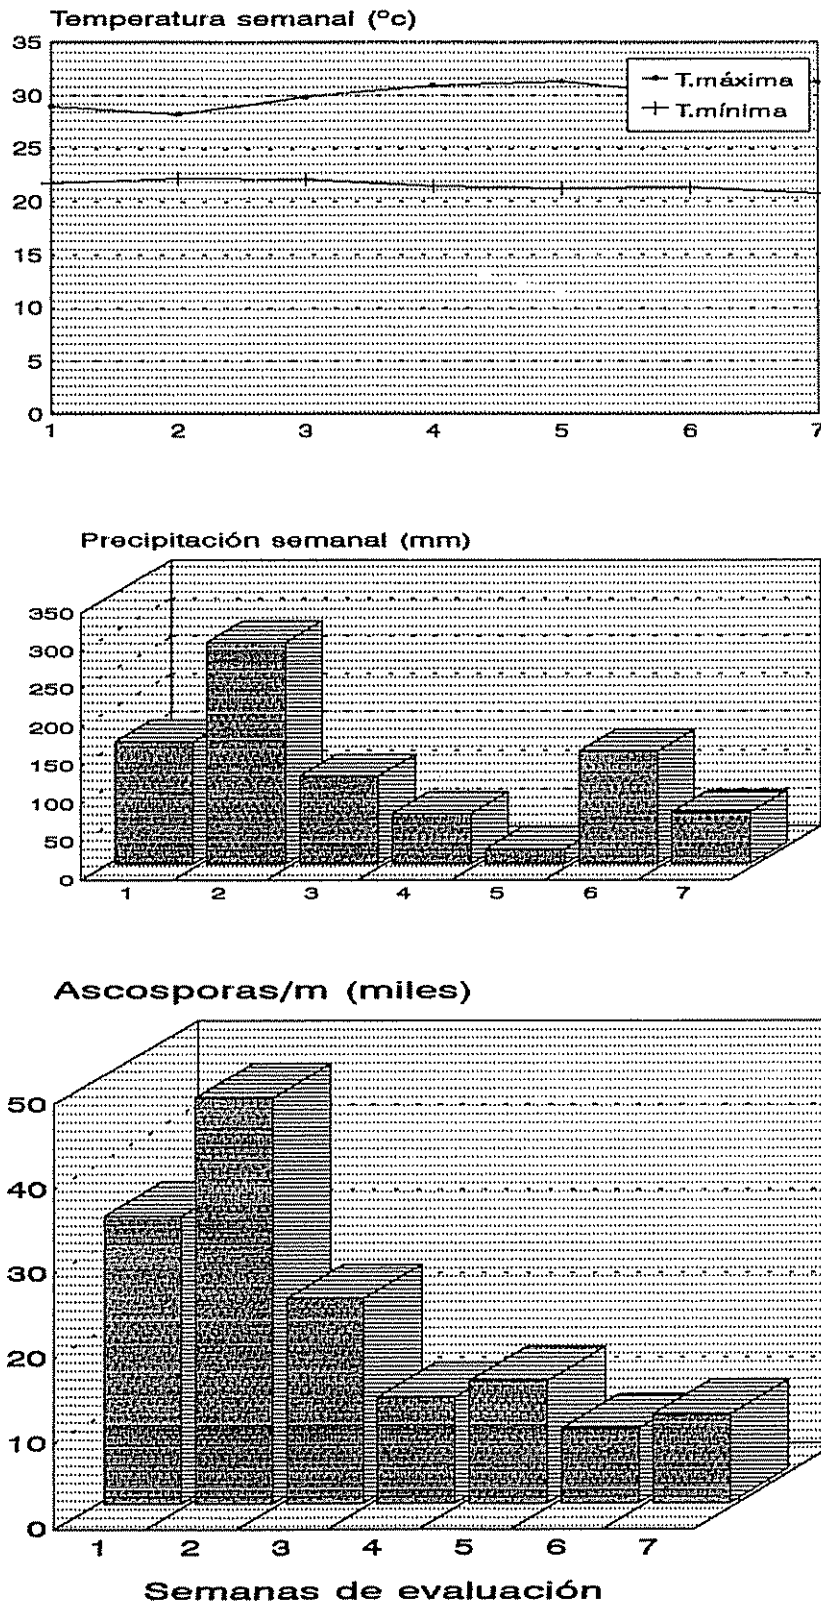 Temperatura semanal (ºc)
35
30
25
20
15
10
5
0
T.máxima
T.mínima
1 2 3 4 5 6 7
Precipitación semanal (mm)
350
300
250
200
150
100
50
0
1 2 3 4 5 6 7
Ascosporas/m (miles)
50
40
30
20
10
0
1 2 3 4 5 6 7
Semanas de evaluación